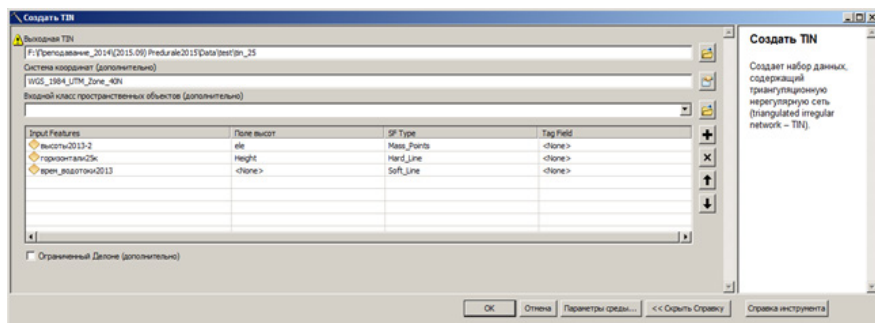 Создать TIN
Выходная TIN
F:\Преподавание_2014\(2015.09) Predurale2015\Data\test\tin_25
Система координат (дополнительно)
WGS_1984_UTM_Zone_40N
Входной класс пространственных объектов (дополнительно)
Input Features Поле высот SF Type Tag Field
высоты2013-2 ele Mass_Points <None>
горизонтали25k Height Hard_Line <None>
врем_водотоки2013 <None> Soft_Line <None>
Ограниченный Делоне (дополнительно)
OK Отмена Параметры среды... << Скрыть Справку Справка инструмента
Создать TIN
Создает набор данных,
содержащий
триангуляционную
нерегулярную сеть
(triangulated irregular
network – TIN).